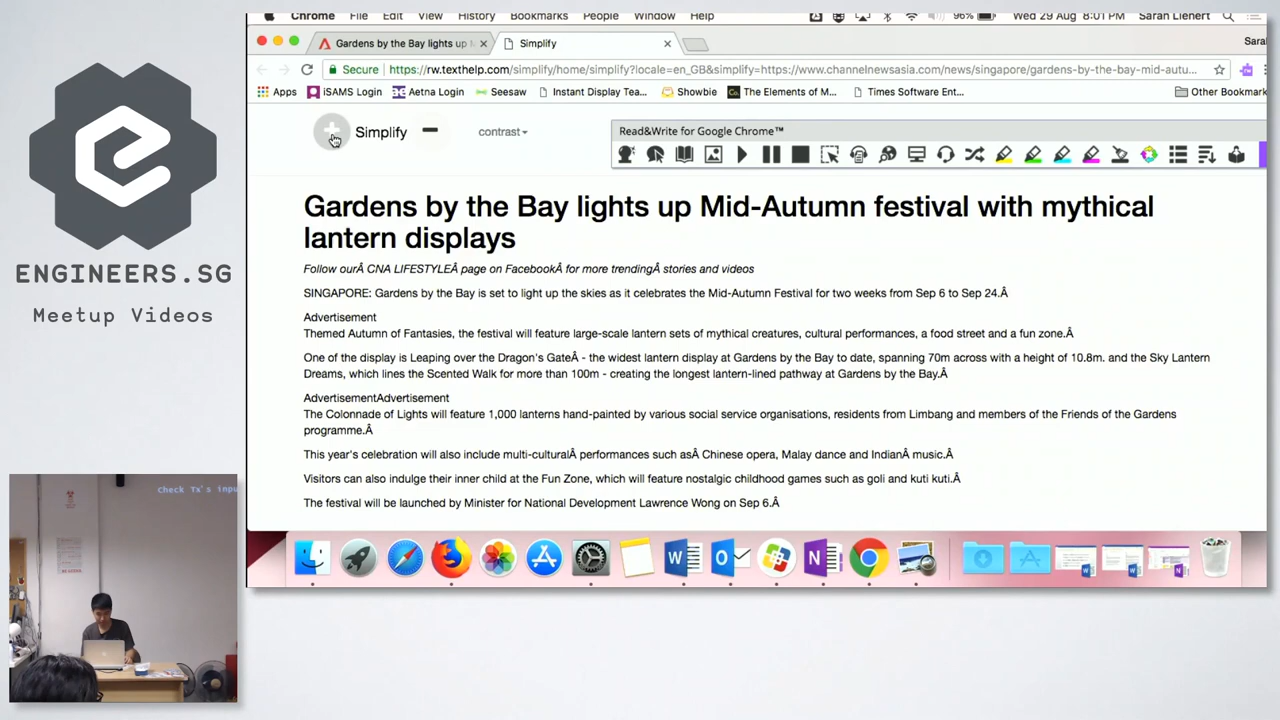 Chrome File Edit View History Bookmarks People Window Help 96% Wed 29 Aug 8:01 PM Sarah Lienert
Gardens by the Bay lights up Simplify
Secure https://rw.texthelp.com/simplify/home/simplify?locale=en_GB&simplify=https://www.channelnewsasia.com/news/singapore/gardens-by-the-bay-mid-autu...
Apps iSAMS Login Aetna Login Seesaw Instant Display Tea... Showbie The Elements of M... Times Software Ent... Other Bookmark
Simplify contrast
Read&Write for Google Chrome™
Gardens by the Bay lights up Mid-Autumn festival with mythical
lantern displays
Follow ourÂ CNA LIFESTYLEÂ page on FacebookÂ for more trendingÂ stories and videos
SINGAPORE: Gardens by the Bay is set to light up the skies as it celebrates the Mid-Autumn Festival for two weeks from Sep 6 to Sep 24.Â
Advertisement
Themed Autumn of Fantasies, the festival will feature large-scale lantern sets of mythical creatures, cultural performances, a food street and a fun zone.Â
One of the display is Leaping over the Dragon's GateÂ - the widest lantern display at Gardens by the Bay to date, spanning 70m across with a height of 10.8m. and the Sky Lantern
Dreams, which lines the Scented Walk for more than 100m - creating the longest lantern-lined pathway at Gardens by the Bay.Â
AdvertisementAdvertisement
The Colonnade of Lights will feature 1,000 lanterns hand-painted by various social service organisations, residents from Limbang and members of the Friends of the Gardens
programme.Â
This year's celebration will also include multi-culturalÂ performances such asÂ Chinese opera, Malay dance and IndianÂ music.Â
Visitors can also indulge their inner child at the Fun Zone, which will feature nostalgic childhood games such as goli and kuti kuti.Â
The festival will be launched by Minister for National Development Lawrence Wong on Sep 6.Â
ENGINEERS.SG
Meetup Videos
Check Tx's inpu